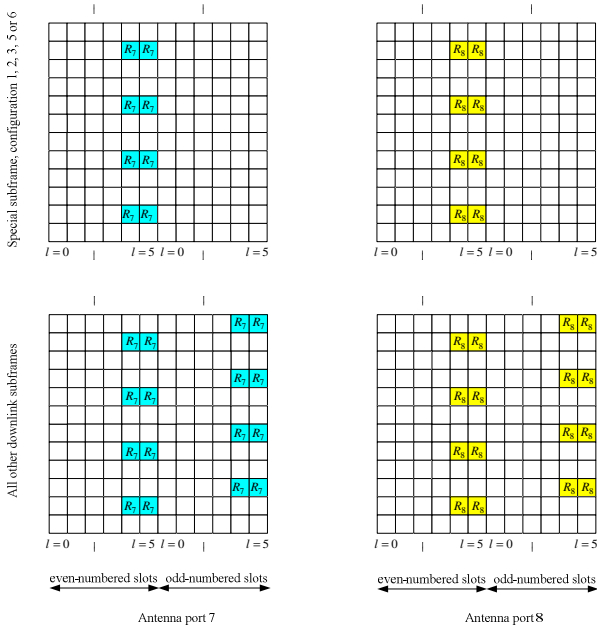 Special subframe, configuration 1, 2, 3, 5 or 6
R7 R7 R8 R8
R7 R7 R8 R8
R7 R7 R8 R8
R7 R7 R8 R8
l = 0 l = 5 l = 0 l = 5 l = 0 l = 5 l = 0 l = 5
All other downlink subframes
R7 R7 R8 R8
R7 R7 R8 R8
R7 R7 R8 R8
R7 R7 R8 R8
R7 R7 R8 R8
R7 R7 R8 R8
R7 R7 R8 R8
R7 R7 R8 R8
l = 0 l = 5 l = 0 l = 5 l = 0 l = 5 l = 0 l = 5
even-numbered slots odd-numbered slots even-numbered slots odd-numbered slots
Antenna port 7 Antenna port 8